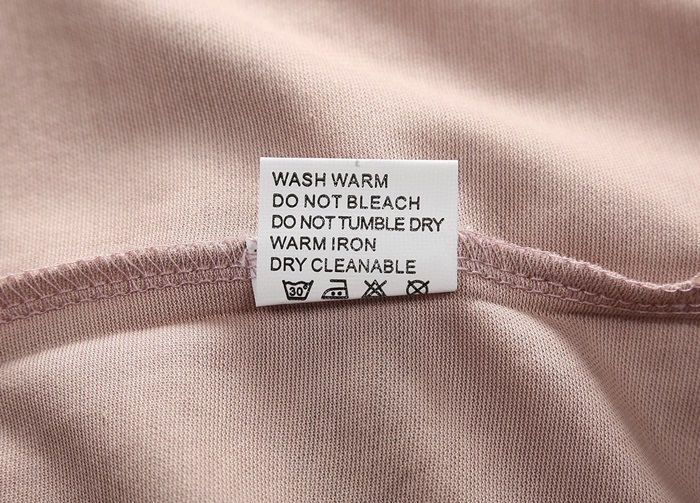 WASH WARM
DO NOT BLEACH
DO NOT TUMBLE DRY
WARM IRON
DRY CLEANABLE
30°